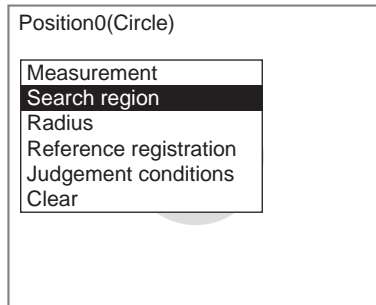 Position0(Circle)
Measurement
Search region
Radius
Reference registration
Judgement conditions
Clear